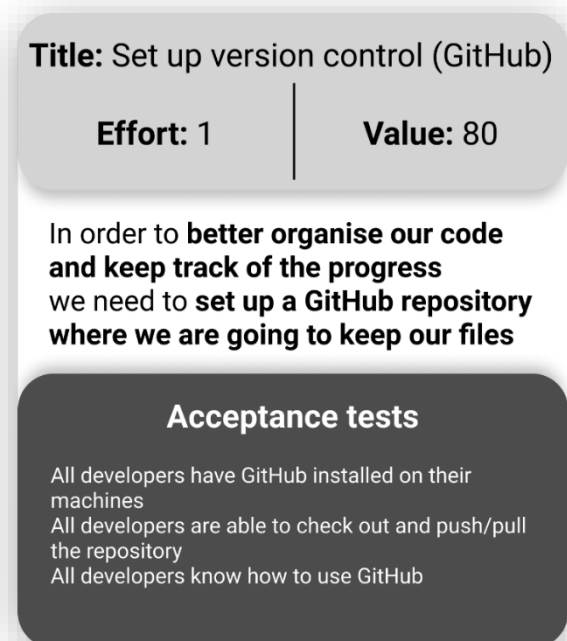 Title: Set up version control (GitHub)
Effort: 1
Value: 80
In order to better organise our code
and keep track of the progress
we need to set up a GitHub repository
where we are going to keep our files
Acceptance tests
All developers have GitHub installed on their
machines
All developers are able to check out and push/pull
the repository
All developers know how to use GitHub